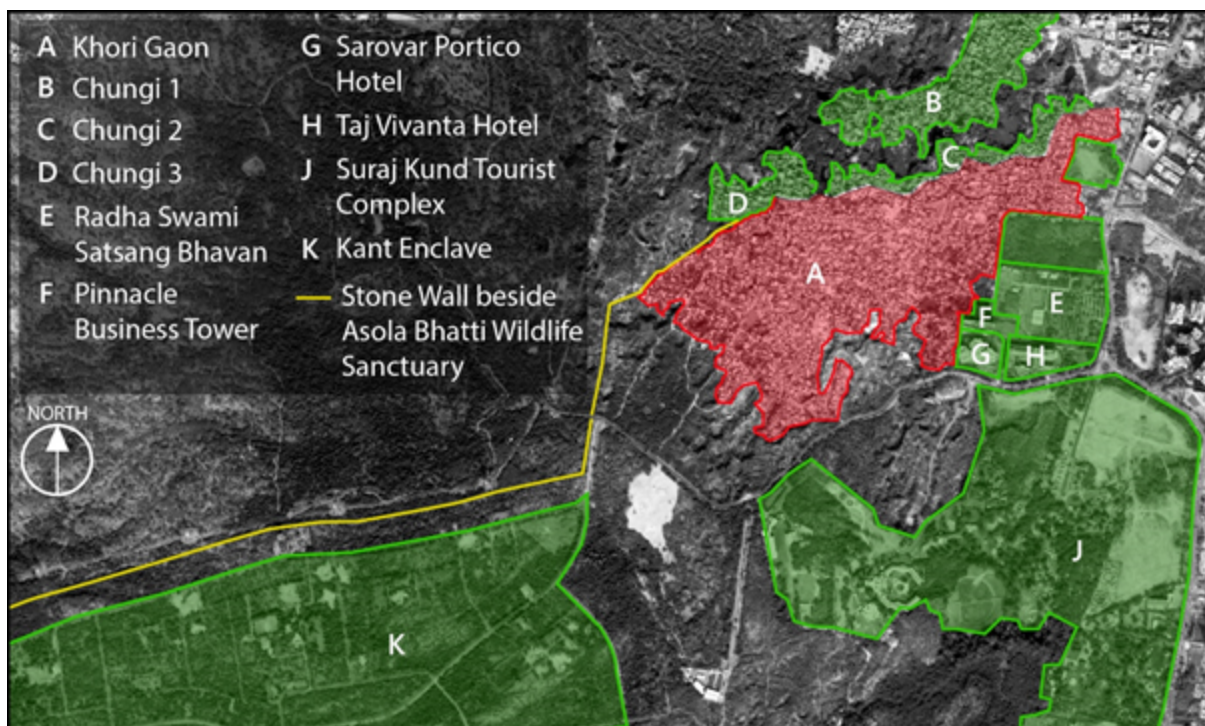 A Khori Gaon
B Chungi 1
C Chungi 2
D Chungi 3
E Radha Swami
Satsang Bhavan
F Pinnacle
Business Tower
G Sarovar Portico
Hotel
H Taj Vivanta Hotel
J Suraj Kund Tourist
Complex
K Kant Enclave
Stone Wall beside
Asola Bhatti Wildlife
Sanctuary
NORTH
B
C
D
A
E
F
G
H
J
K